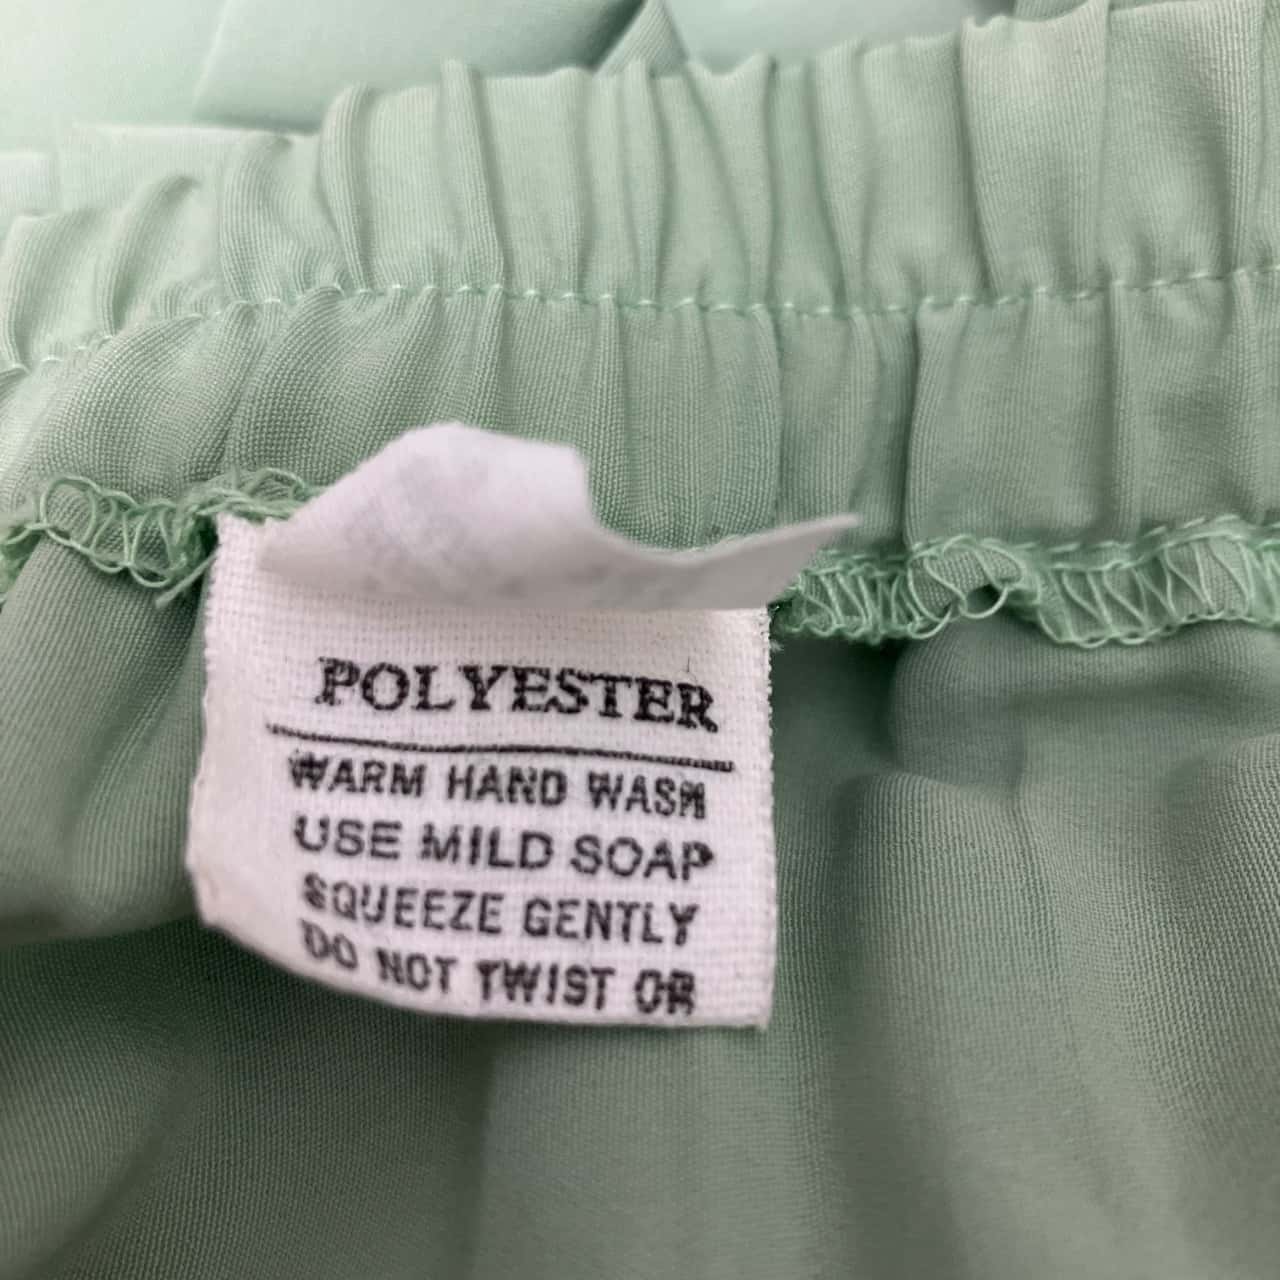 POLYESTER
WARM HAND WASH
USE MILD SOAP
SQUEEZE GENTLY
DO NOT TWIST OR